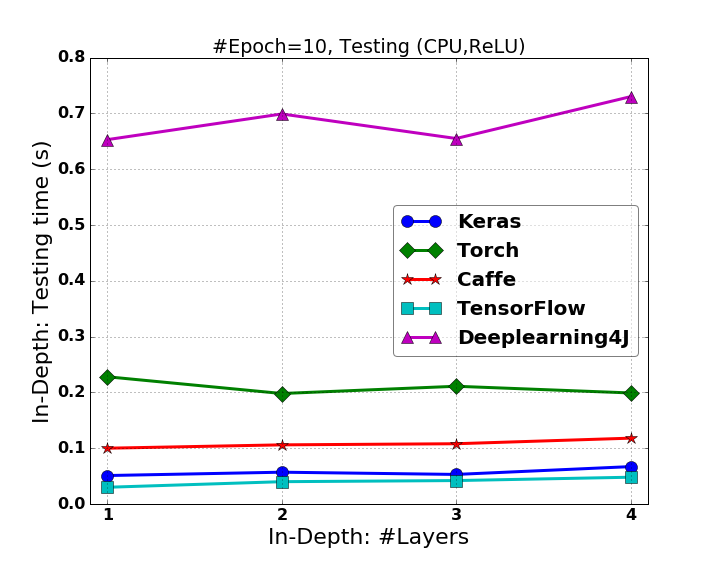 #Epoch=10, Testing (CPU,ReLU)
In-Depth: Testing time (s)
0.8
0.7
0.6
0.5
0.4
0.3
0.2
0.1
0.0
Keras
Torch
Caffe
TensorFlow
Deeplearning4J
1 2 3 4
In-Depth: #Layers